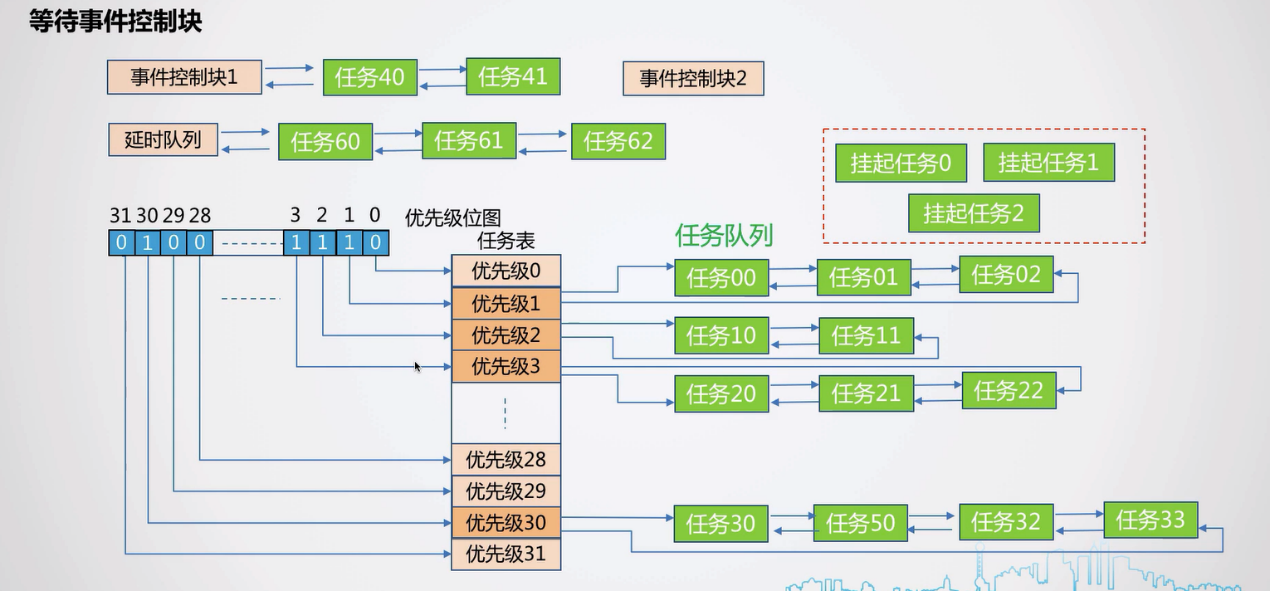 等待事件控制块
事件控制块1 任务40 任务41 事件控制块2
延时队列 任务60 任务61 任务62
挂起任务0 挂起任务1
挂起任务2
31 30 29 28 3 2 1 0 优先级位图
0 1 0 0 1 1 1 0 任务表 任务队列
优先级0 任务00 任务01 任务02
优先级1
优先级2 任务10 任务11
优先级3
任务20 任务21 任务22
优先级28
优先级29
优先级30 任务30 任务50 任务32 任务33
优先级31